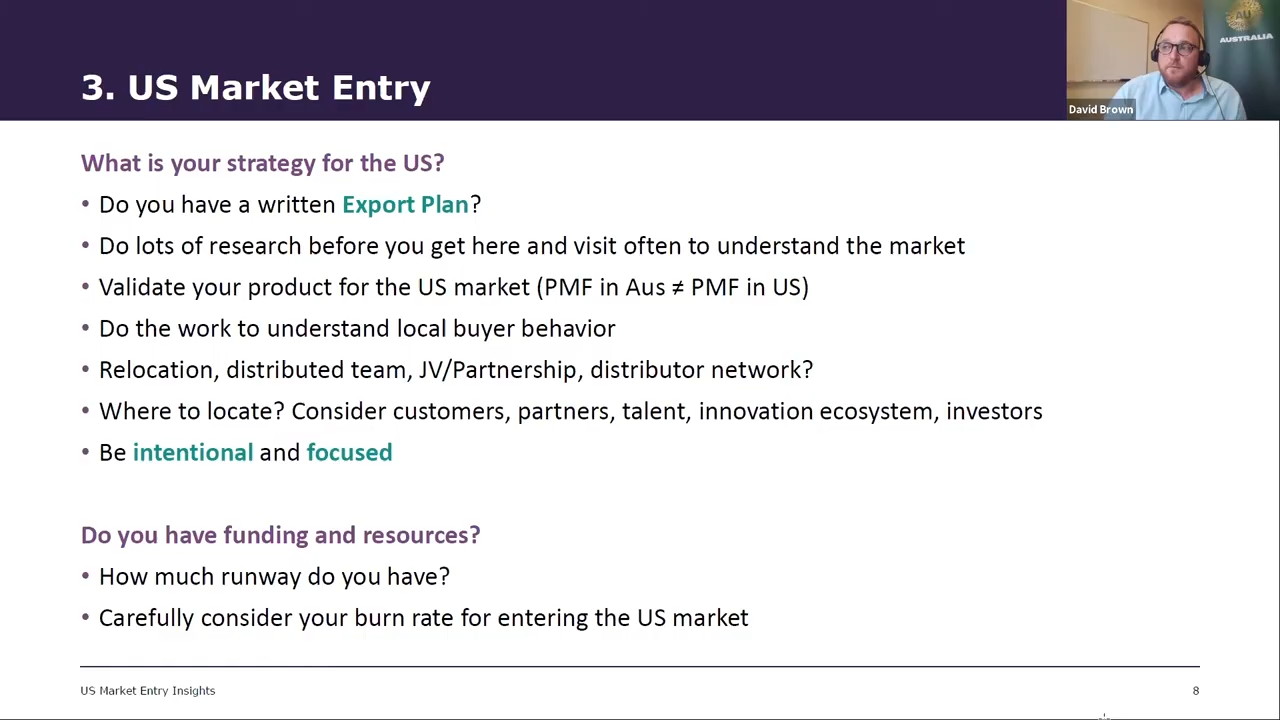 3. US Market Entry
AU
AUSTRALIA
David Brown
What is your strategy for the US?
• Do you have a written Export Plan?
• Do lots of research before you get here and visit often to understand the market
• Validate your product for the US market (PMF in Aus ≠ PMF in US)
• Do the work to understand local buyer behavior
• Relocation, distributed team, JV/Partnership, distributor network?
• Where to locate? Consider customers, partners, talent, innovation ecosystem, investors
• Be intentional and focused
Do you have funding and resources?
• How much runway do you have?
• Carefully consider your burn rate for entering the US market
US Market Entry Insights
8